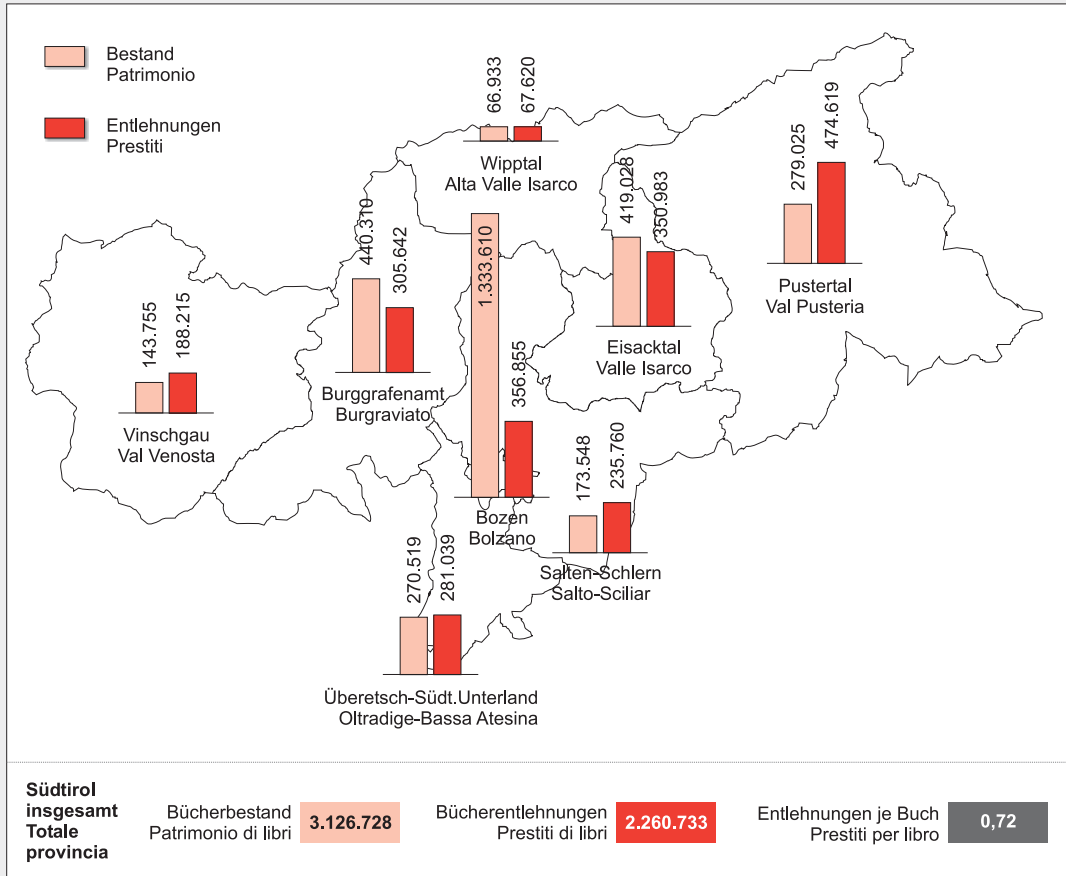 Bestand
Patrimonio
Entlehnungen
Prestiti
66.933
67.620
Wipptal
Alta Valle Isarco
279.025
474.619
Pustertal
Val Pusteria
419.028
350.983
Eisacktal
Valle Isarco
440.310
305.642
Burggrafenamt
Burgraviato
1.333.610
356.855
Bozen
Bolzano
143.755
188.215
Vinschgau
Val Venosta
173.548
235.760
Salten-Schlern
Salto-Sciliar
270.519
281.039
Überetsch-Südt.Unterland
Oltradige-Bassa Atesina
Südtirol
insgesamt
Totale
provincia
Bücherbestand
Patrimonio di libri
3.126.728
Bücherentlehnungen
Prestiti di libri
2.260.733
Entlehnungen je Buch
Prestiti per libro
0,72